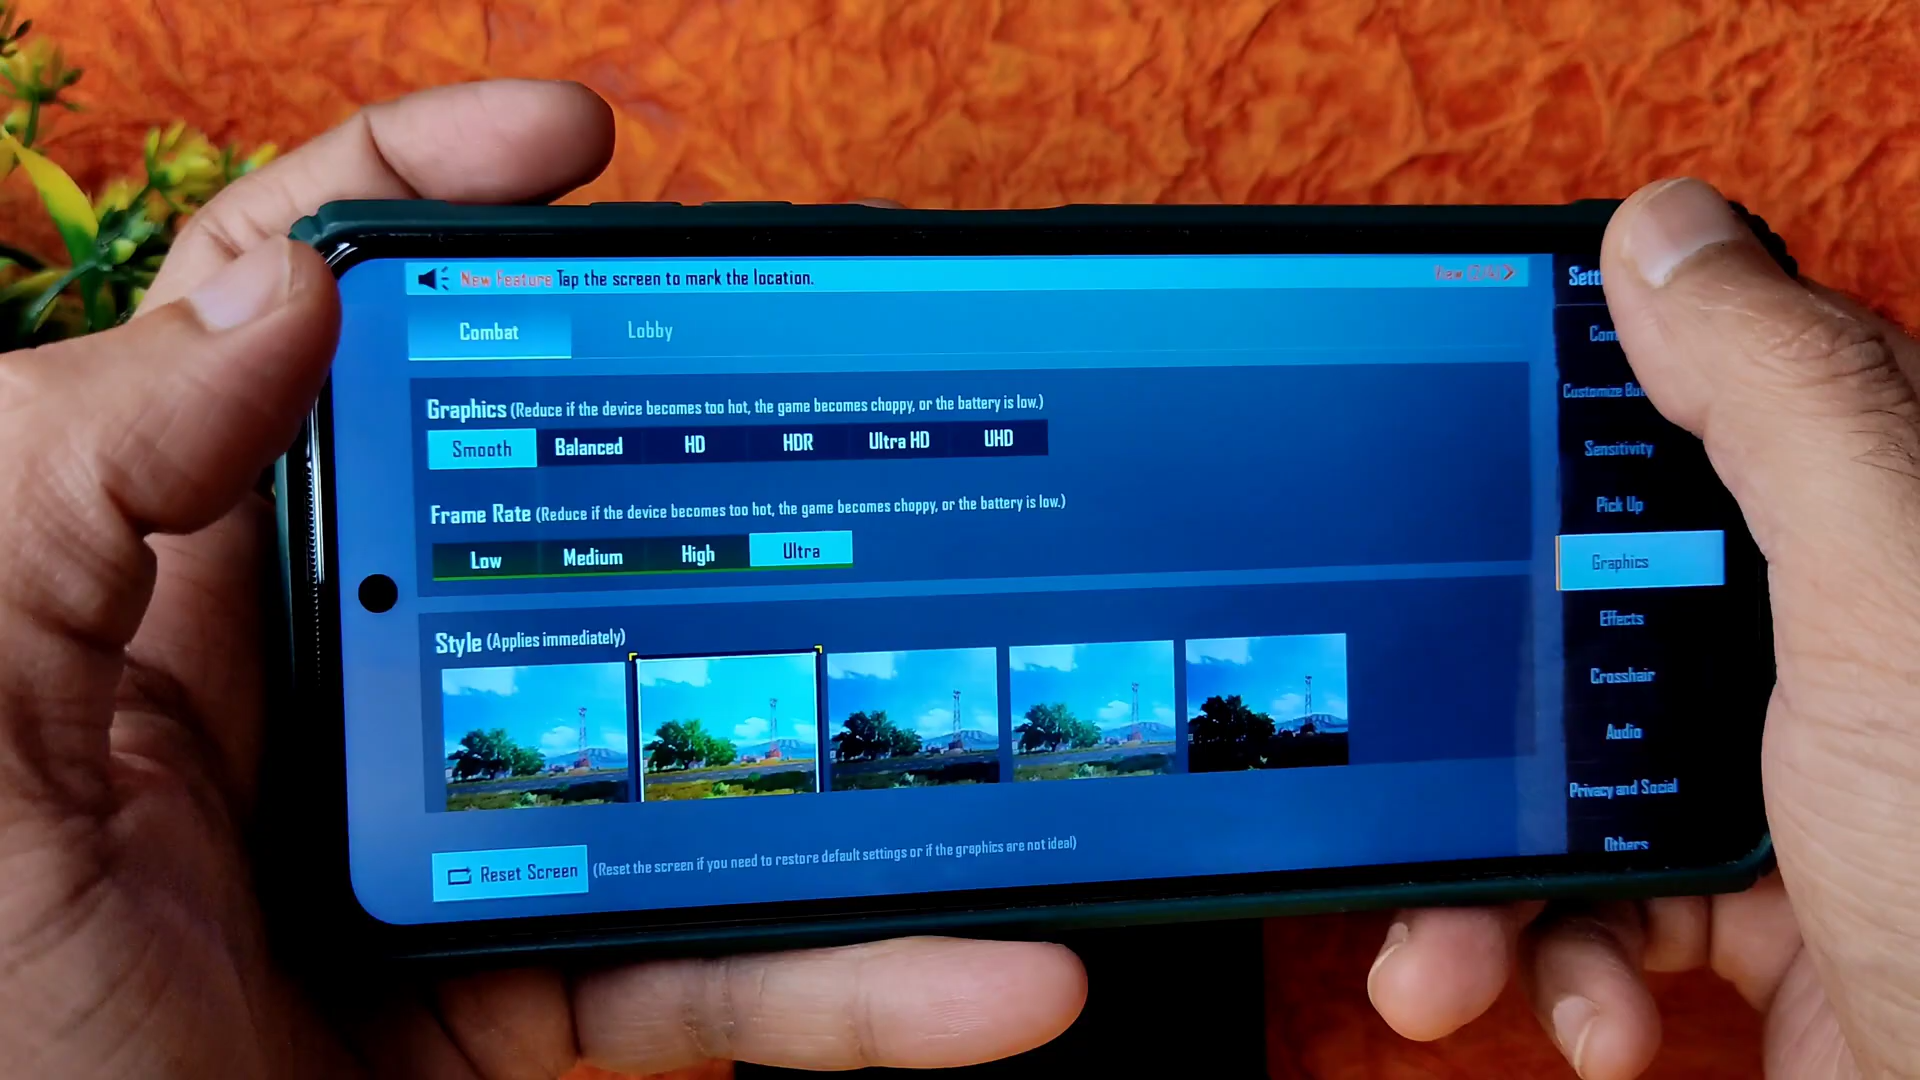 New Feature Tap the screen to mark the location.
Combat
Lobby
Graphics (Reduce if the device becomes too hot, the game becomes choppy, or the battery is low.)
Smooth Balanced HD HDR Ultra HD UHD
Frame Rate (Reduce if the device becomes too hot, the game becomes choppy, or the battery is low.)
Low Medium High Ultra
Style (Applies immediately)
Reset Screen (Reset the screen if you need to restore default settings or if the graphics are not ideal)
Customize
Sensitivity
Pick Up
Graphics
Effects
Crosshair
Audio
Privacy and Social
Others